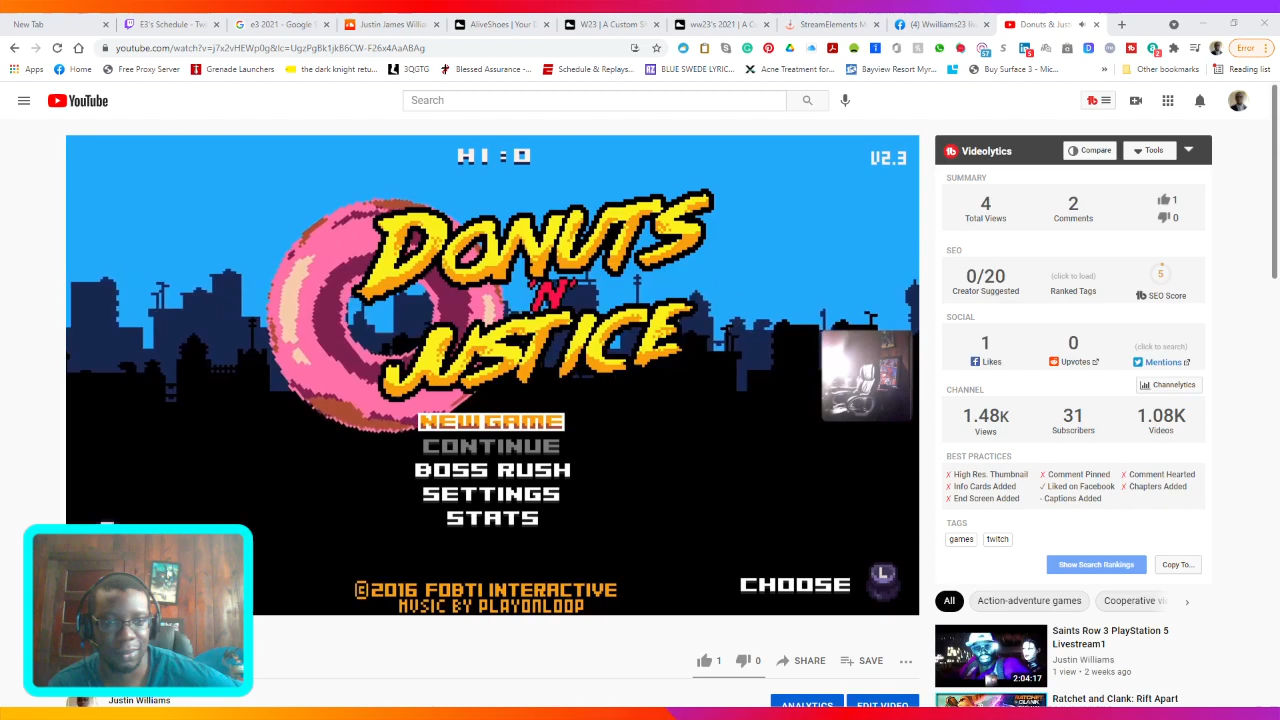 New Tab
E3's Schedule - Tw
e3 2021 - Google S
Justin James Willia
AliveShoes | Your D
W23 | A Custom Sh
ww23's 2021 | A C
StreamElements M
(4) Wwilliams23 liv
Donuts & Just
youtube.com/watch?v=j7x2vHEWp0g&lc=UgzPgBk1jkB6CW-F26x4AaABAg
Error
Apps
Home
Free Proxy Server
Grenade Launchers
the dark knight retu...
3QGTG
Blessed Assurance -...
Schedule & Replays...
BLUE SWEDE LYRIC...
Acne Treatment for...
Bayview Resort Myr...
Buy Surface 3 - Mic...
Other bookmarks
Reading list
YouTube
Search
HI:0
V2.3
DONUTS
'N'
JUSTICE
NEW GAME
CONTINUE
BOSS RUSH
SETTINGS
STATS
©2016 FOBTI INTERACTIVE
MUSIC BY PLAYONLOOP
CHOOSE
L
1
0
SHARE
SAVE
Justin Williams
ANALYTICS
EDIT VIDEO
Videolytics
Compare
Tools
SUMMARY
4
2
1
Total Views
Comments
0
SEO
0/20
(click to load)
5
Creator Suggested
Ranked Tags
SEO Score
SOCIAL
1
0
(click to search)
Likes
Upvotes
Mentions
Channelytics
CHANNEL
1.48K
31
1.08K
Views
Subscribers
Videos
BEST PRACTICES
X High Res. Thumbnail
X Comment Pinned
X Comment Hearted
X Info Cards Added
✓ Liked on Facebook
X Chapters Added
X End Screen Added
- Captions Added
TAGS
games
twitch
Show Search Rankings
Copy To...
All
Action-adventure games
Cooperative vi
Saints Row 3 PlayStation 5
Livestream1
Justin Williams
1 view • 2 weeks ago
2:04:17
Ratchet and Clank: Rift Apart